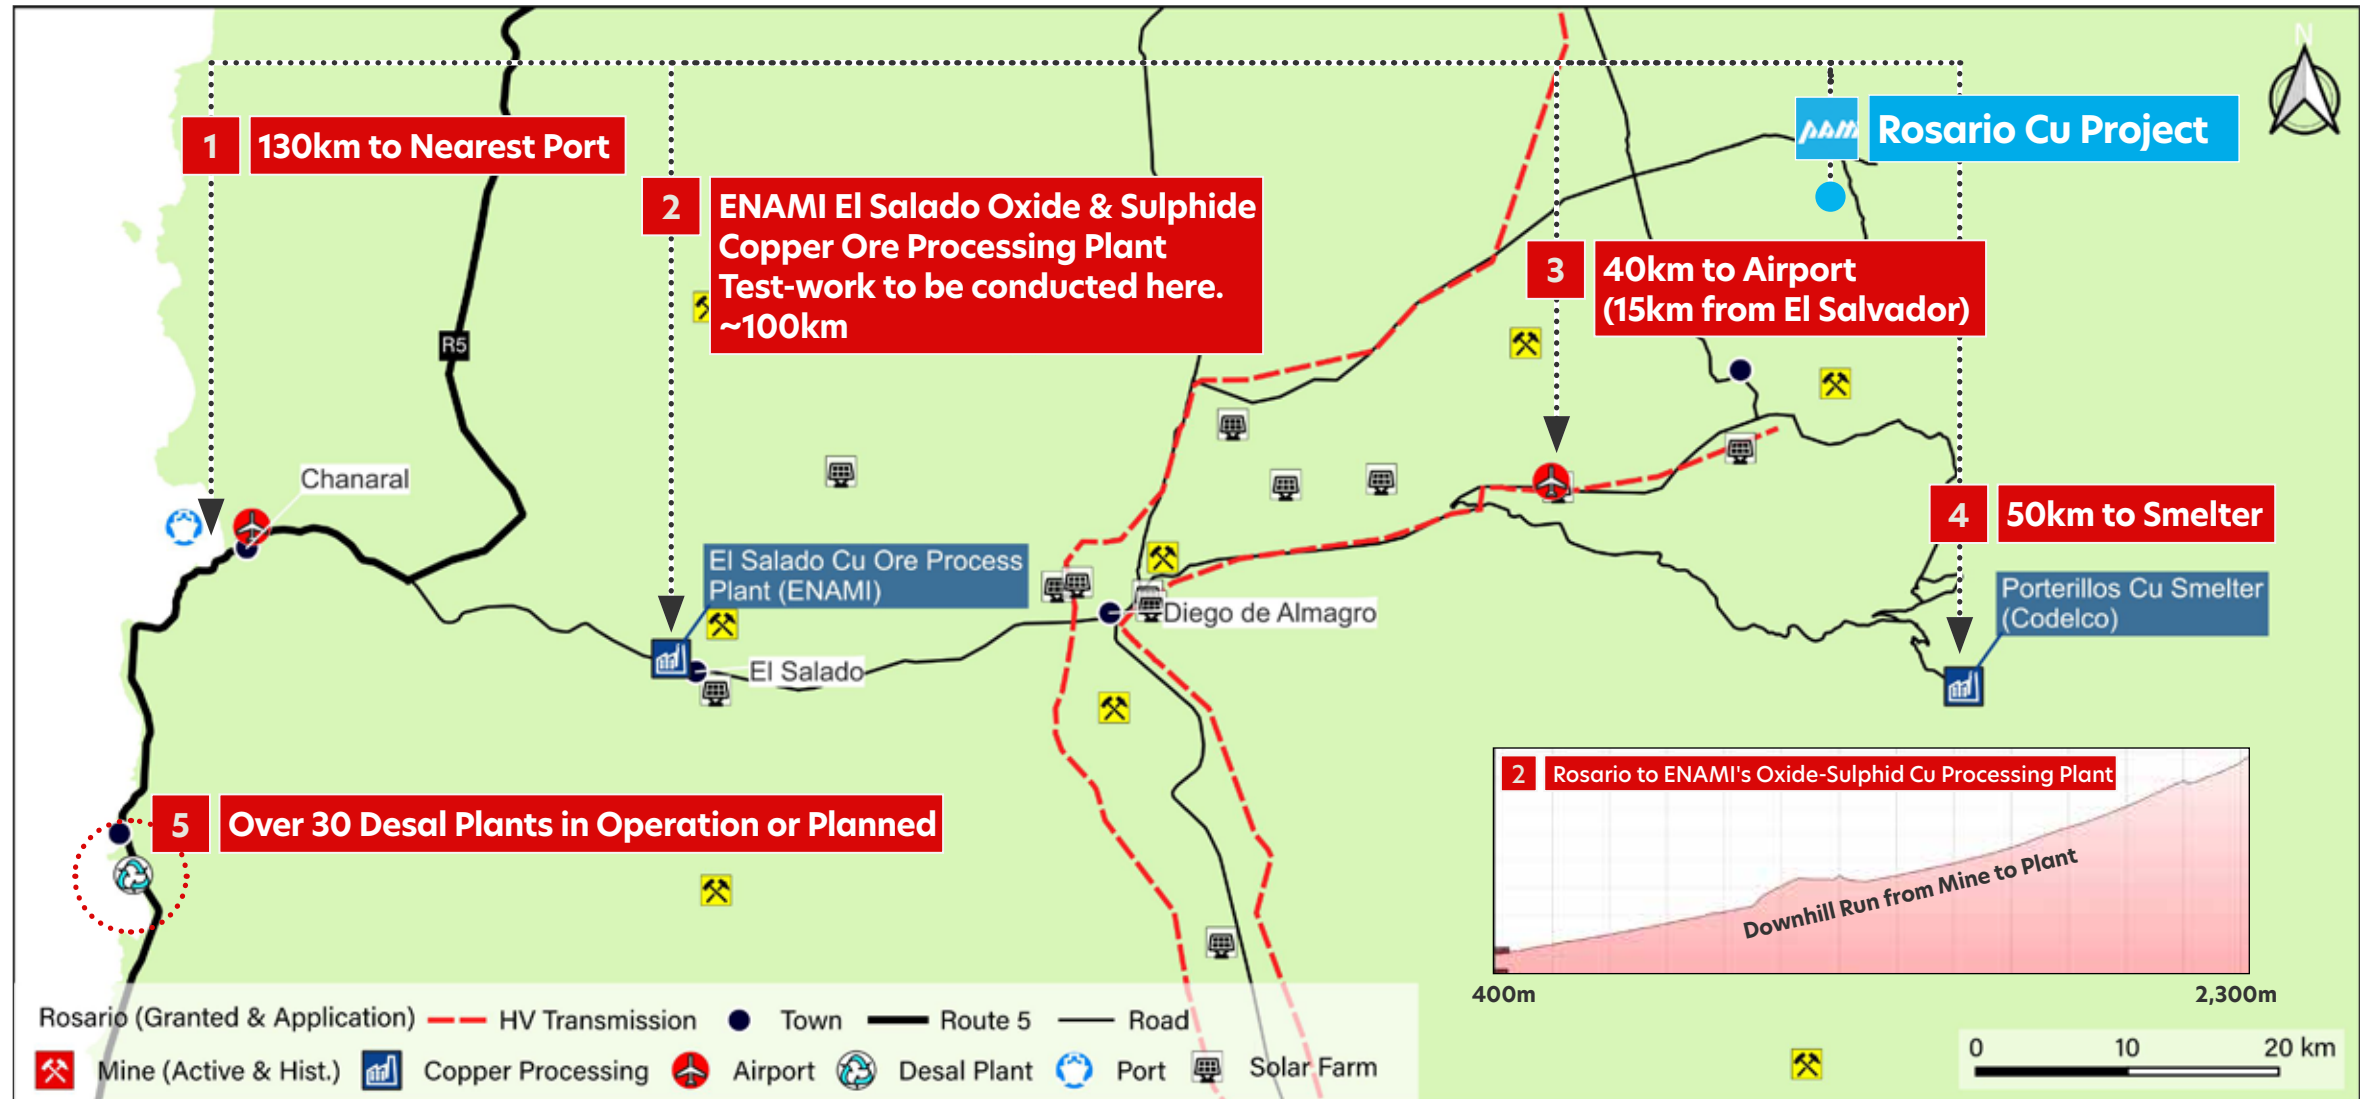 N
pam
Rosario Cu Project
1
130km to Nearest Port
2
ENAMI El Salado Oxide & Sulphide
Copper Ore Processing Plant
Test-work to be conducted here.
~100km
3
40km to Airport
(15km from El Salvador)
R5
Chanaral
4
50km to Smelter
El Salado Cu Ore Process
Plant (ENAMI)
Diego de Almagro
Porterillos Cu Smelter
(Codelco)
El Salado
5
Over 30 Desal Plants in Operation or Planned
2
Rosario to ENAMI's Oxide-Sulphid Cu Processing Plant
Downhill Run from Mine to Plant
400m
2,300m
Rosario (Granted & Application)
HV Transmission
Town
Route 5
Road
Mine (Active & Hist.)
Copper Processing
Airport
Desal Plant
Port
Solar Farm
0
10
20 km